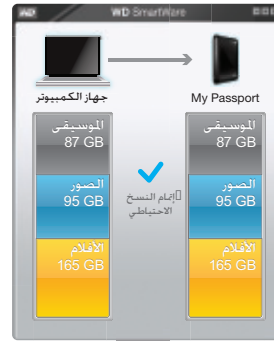 WD SmartWare
جهاز الكمبيوتر
My Passport
الموسيقى
87 GB
الصور
95 GB
الأفلام
165 GB
إتمام النسخ
الاحتياطي
الموسيقى
87 GB
الصور
95 GB
الأفلام
165 GB